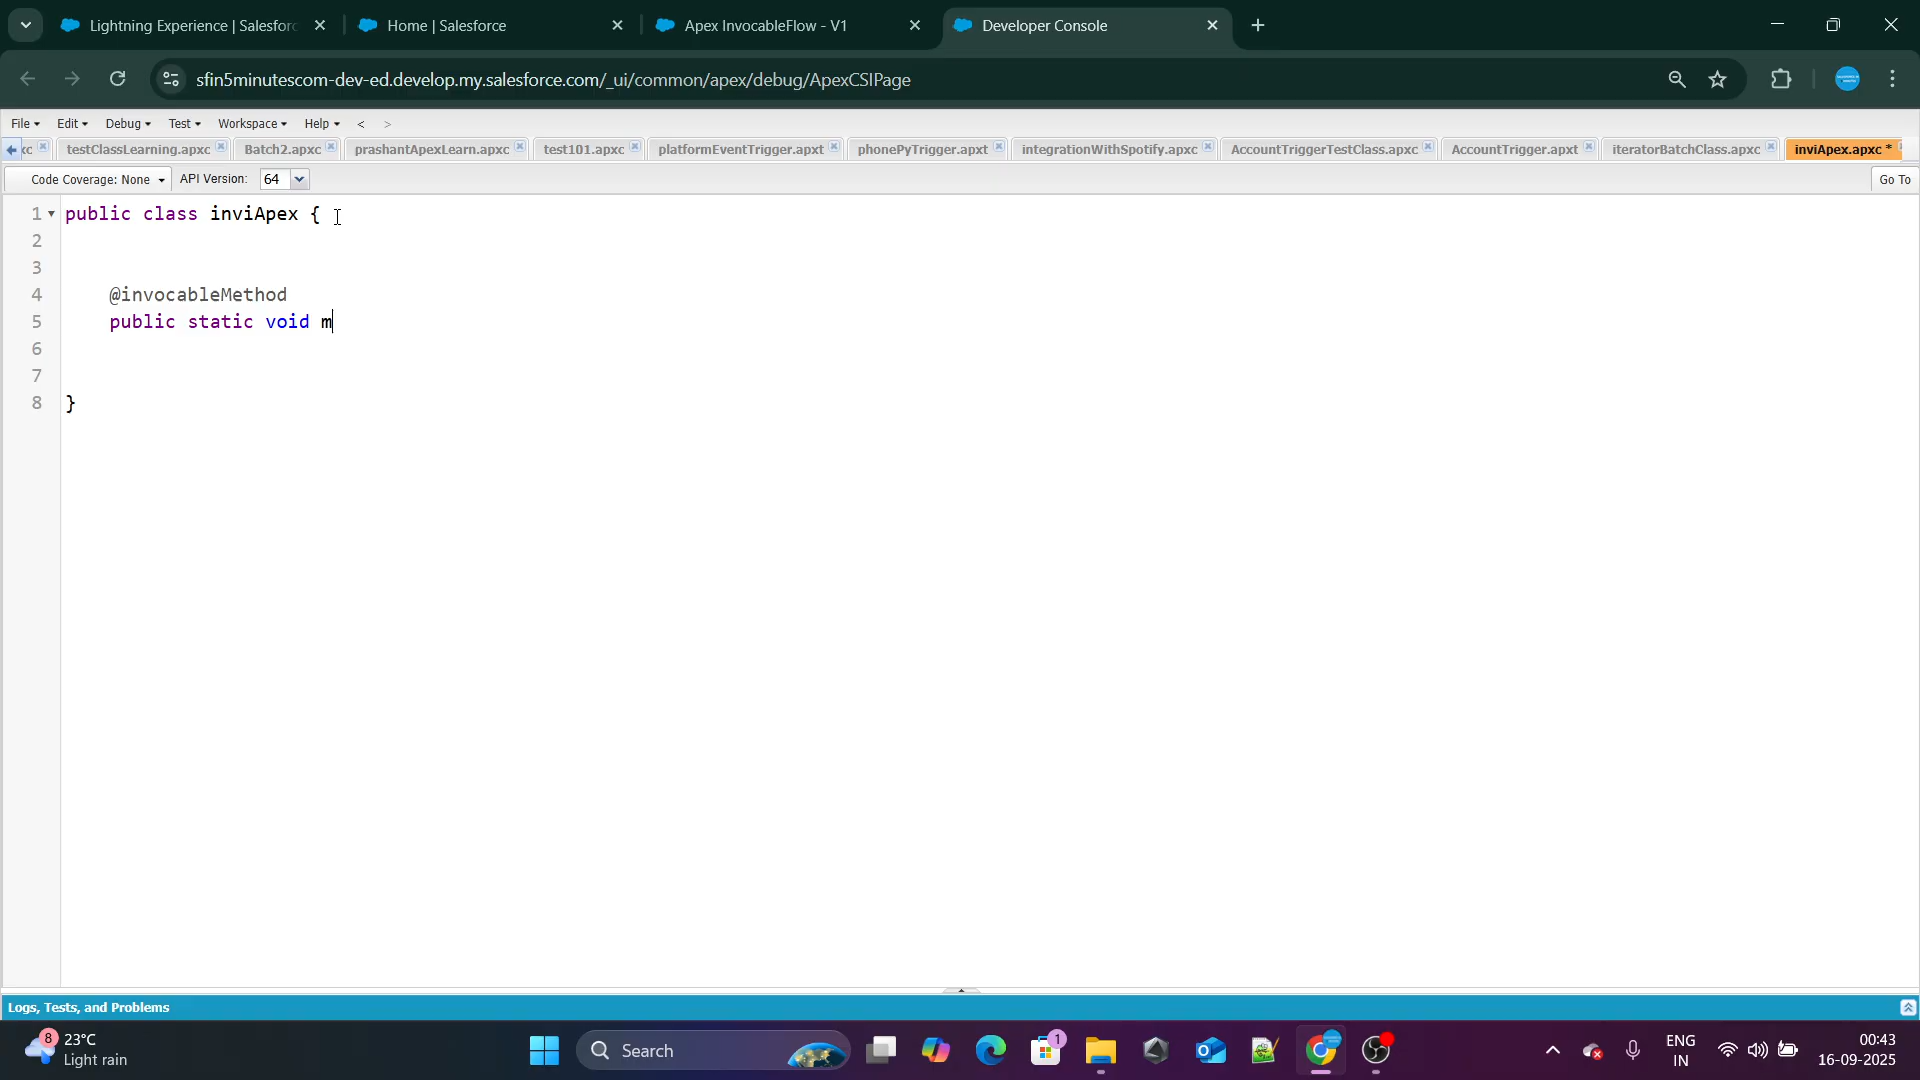 Lightning Experience | Salesforc
Home | Salesforce
Apex InvocableFlow - V1
Developer Console
sfin5minutescom-dev-ed.develop.my.salesforce.com/_ui/common/apex/debug/ApexCSIPage
File Edit Debug Test Workspace Help < >
xc testClassLearning.apxc Batch2.apxc prashantApexLearn.apxc test101.apxc platformEventTrigger.apxt phonePyTrigger.apxt integrationWithSpotify.apxc AccountTriggerTestClass.apxc AccountTrigger.apxt iteratorBatchClass.apxc inviApex.apxc *
Code Coverage: None API Version: 64 Go To
1 public class inviApex {
2
3
4 @invocableMethod
5 public static void m
6
7
8 }
Logs, Tests, and Problems
8 23°C
Light rain
Search
1
ENG
IN
00:43
16-09-2025